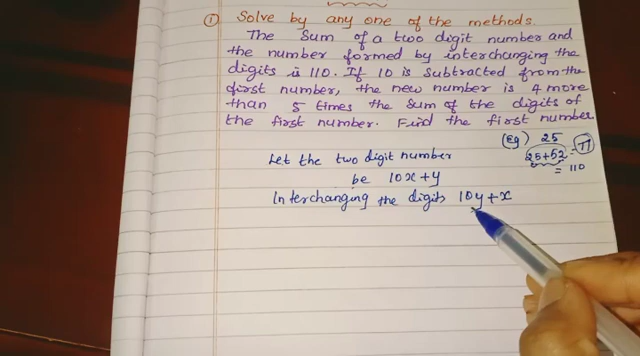 ① Solve by any one of the methods.
The Sum of a two digit number and
the number formed by interchanging the
digits is 110. If 10 is subtracted from the
first number, the new number is 4 more
than 5 times the sum of the digits of
the first number. Find the first number
(Eg) 25
25+52 = 77
= 110
Let the two digit number
be 10x+y
Interchanging the digits 10y+x